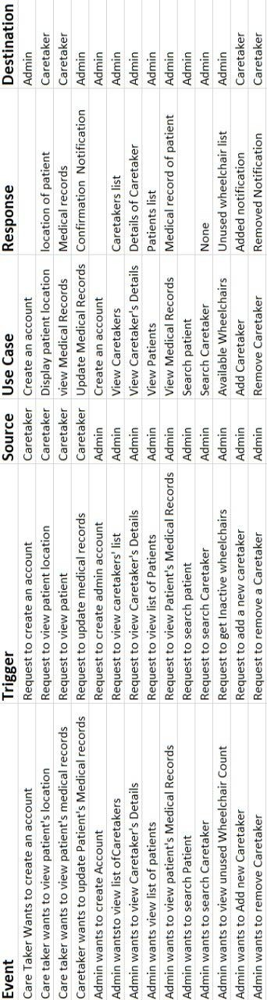 Event Trigger Source Use Case Response Destination
Care Taker Wants to create an account Request to create an account Caretaker Create an account Admin
Care taker wants to view patient's location Request to view patient location Caretaker Display patient location location of patient Caretaker
Care taker wants to view patient's medical records Request to view patient Caretaker view Medical Records Medical records Caretaker
Caretaker wants to update Patient's Medical records Request to update medical records Caretaker Update Medical Records Confirmation Notification Admin
Admin wants to create Account Request to create admin account Admin Create an account Admin
Admin wantsto view list ofCaretakers Request to view caretakers' list Admin View Caretakers Caretakers list Admin
Admin wants to view Caretaker's Details Request to view Caretaker's Details Admin View Caretaker's Details Details of Caretaker Admin
Admin wants view list of patients Request to view list of Patients Admin View Patients Patients list Admin
Admin wants to view patient's Medical Records Request to view Patient's Medical Records Admin View Medical Records Medical record of patient Admin
Admin wants to search Patient Request to search patient Admin Search patient Admin
Admin wants to search Caretaker Request to search Caretaker Admin Search Caretaker None Admin
Admin wants to view unused Wheelchair Count Request to get Inactive wheelchairs Admin Available Wheelchairs Unused wheelchair list Admin
Admin wants to Add new Caretaker Request to add a new caretaker Admin Add Caretaker Added notification Caretaker
Admin wants to remove Caretaker Request to remove a Caretaker Admin Remove Caretaker Removed Notification Caretaker